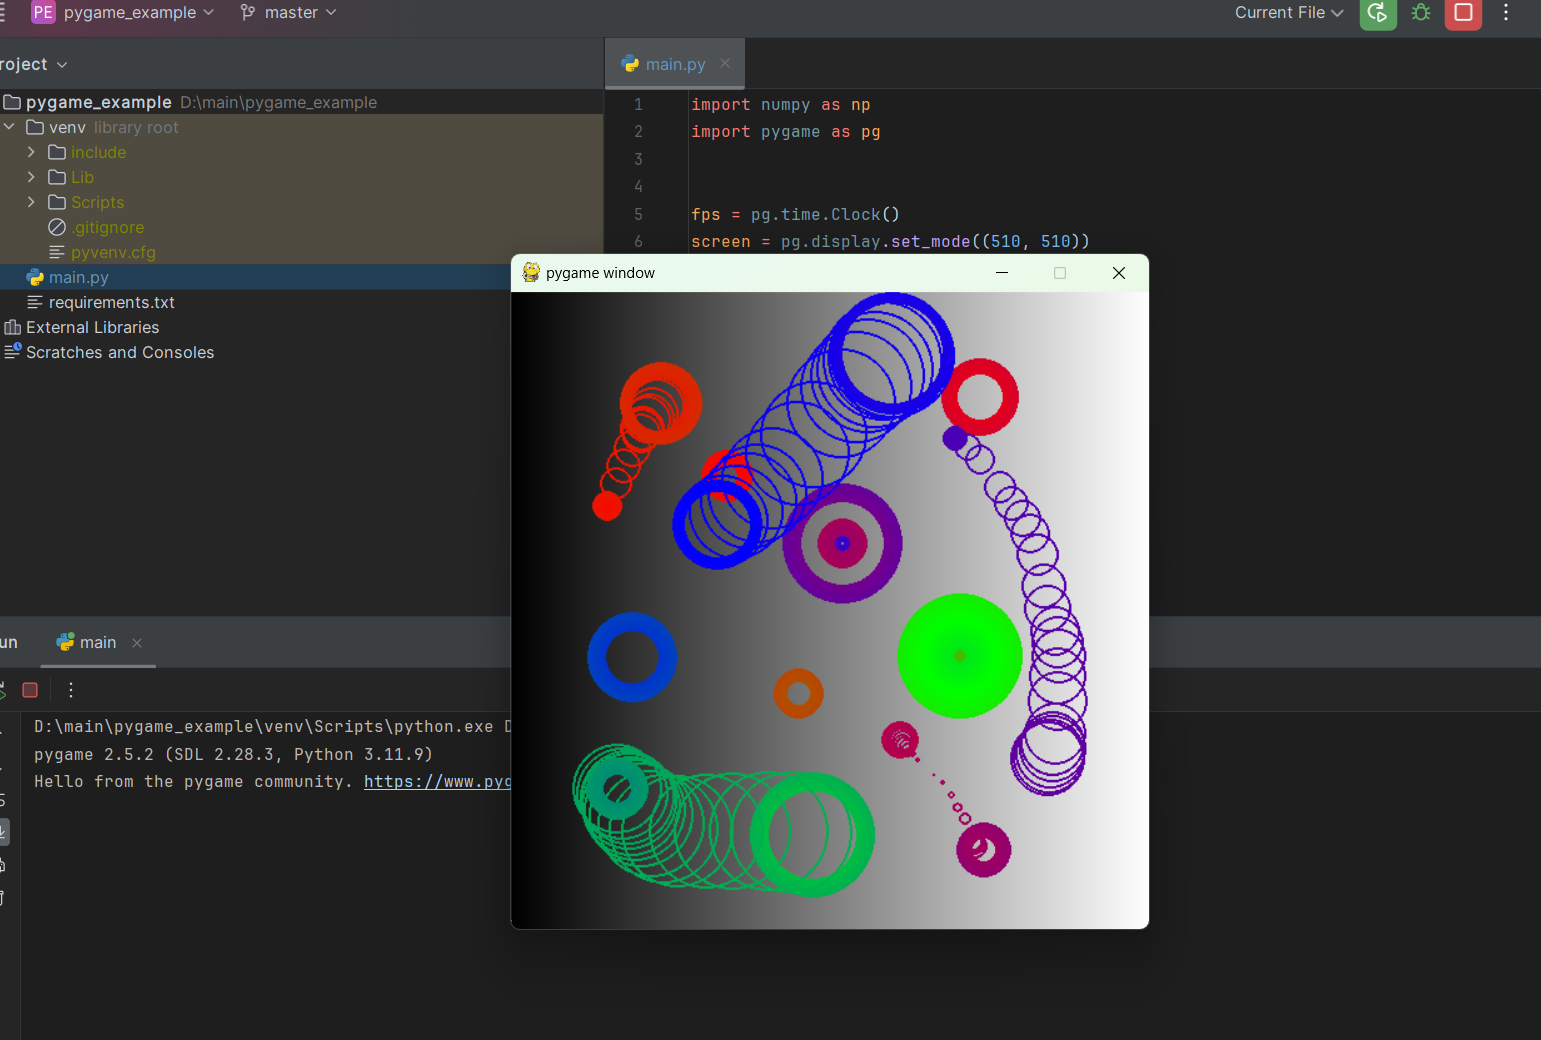 PE pygame_example master Current File
roject
main.py
pygame_example D:\main\pygame_example
venv library root
include
Lib
Scripts
.gitignore
pyvenv.cfg
main.py
requirements.txt
External Libraries
Scratches and Consoles
1 import numpy as np
2 import pygame as pg
3
4
5 fps = pg.time.Clock()
6 screen = pg.display.set_mode((510, 510))
pygame window
un main
D:\main\pygame_example\venv\Scripts\python.exe D
pygame 2.5.2 (SDL 2.28.3, Python 3.11.9)
Hello from the pygame community. https://www.pyg